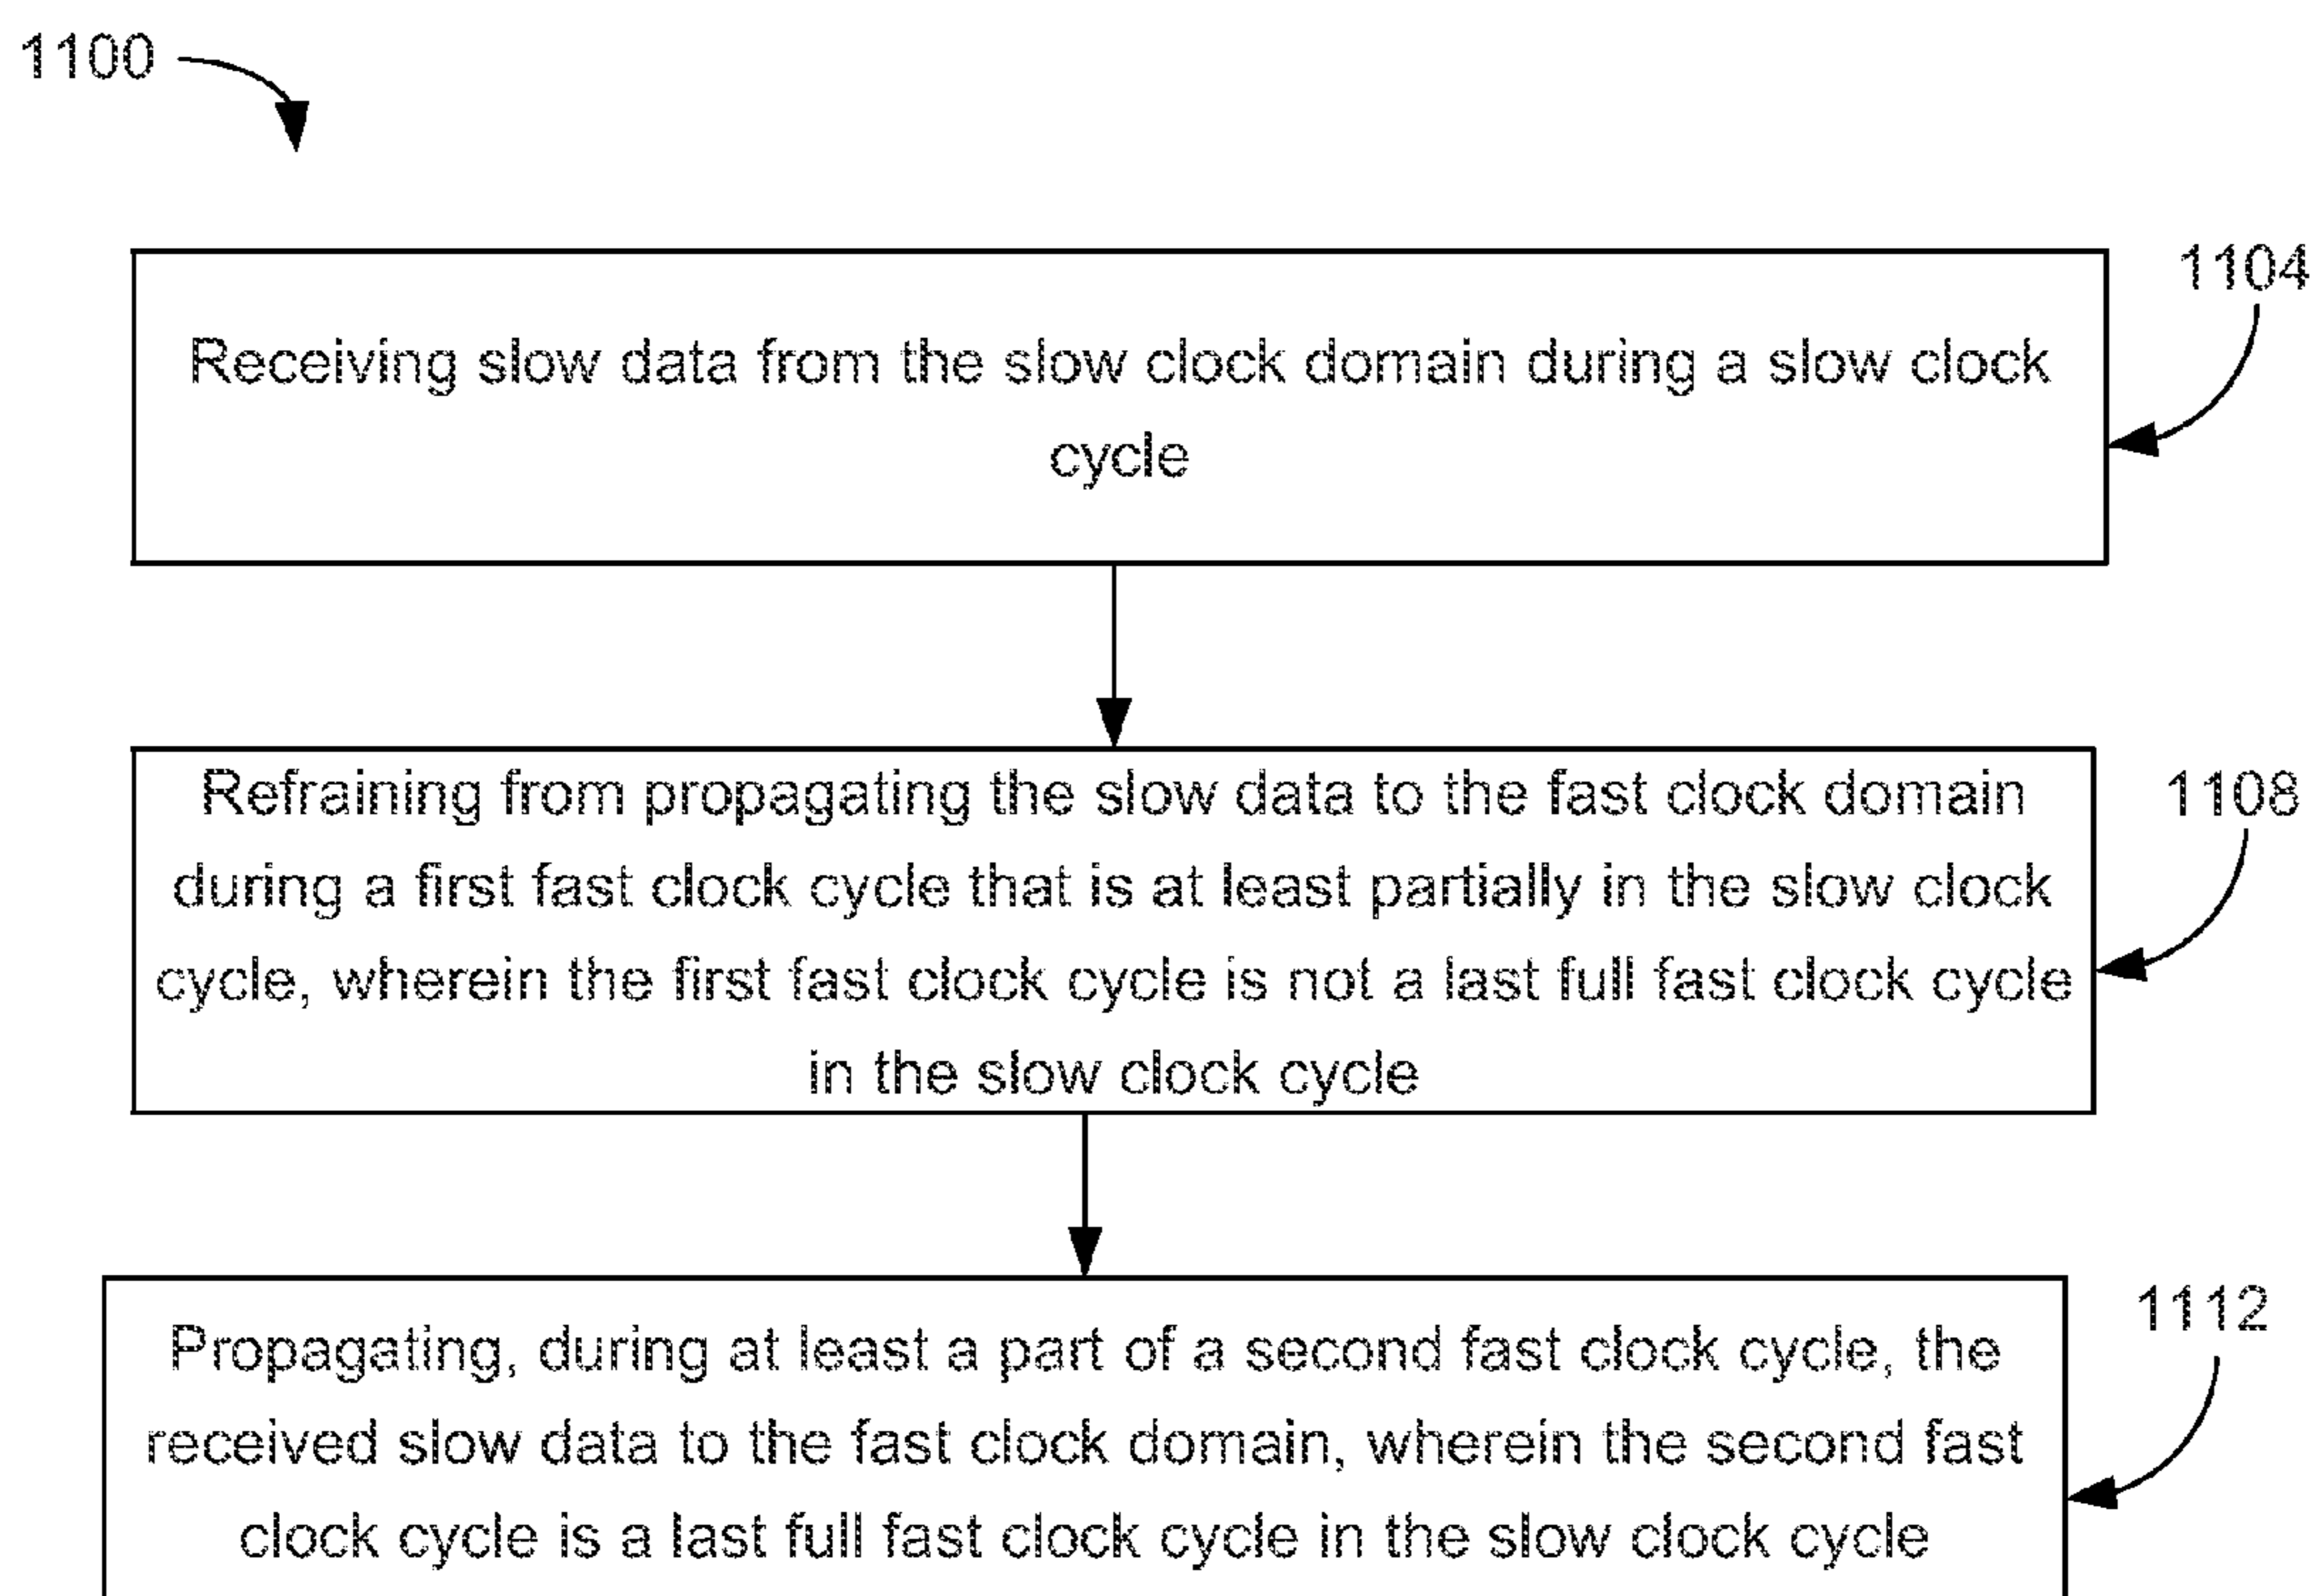 1100
1104
Receiving slow data from the slow clock domain during a slow clock
cycle
1108
Refraining from propagating the slow data to the fast clock domain
during a first fast clock cycle that is at least partially in the slow clock
cycle, wherein the first fast clock cycle is not a last full fast clock cycle
in the slow clock cycle
1112
Propagating, during at least a part of a second fast clock cycle, the
received slow data to the fast clock domain, wherein the second fast
clock cycle is a last full fast clock cycle in the slow clock cycle